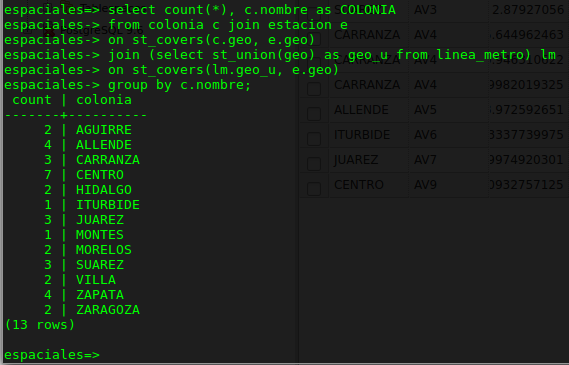 espaciales=> select count(*), c.nombre as COLONIA
espaciales-> from colonia c join estacion e
espaciales-> on st_covers(c.geo, e.geo)
espaciales-> join (select st_union(geo) as geo_u from linea_metro) lm
espaciales-> on st_covers(lm.geo_u, e.geo)
espaciales-> group by c.nombre;
count | colonia
-------+----------
2 | AGUIRRE
4 | ALLENDE
3 | CARRANZA
7 | CENTRO
2 | HIDALGO
1 | ITURBIDE
3 | JUAREZ
1 | MONTES
2 | MORELOS
3 | SUAREZ
2 | VILLA
4 | ZAPATA
2 | ZARAGOZA
(13 rows)
espaciales=>
AV3 2.87927056
CARRANZA AV4 .644962463
CARRANZA AV4
CARRANZA AV4 9982019325
ALLENDE AV5 .972592651
ITURBIDE AV6 3337739975
JUAREZ AV7 9974920301
CENTRO AV9 0932757125